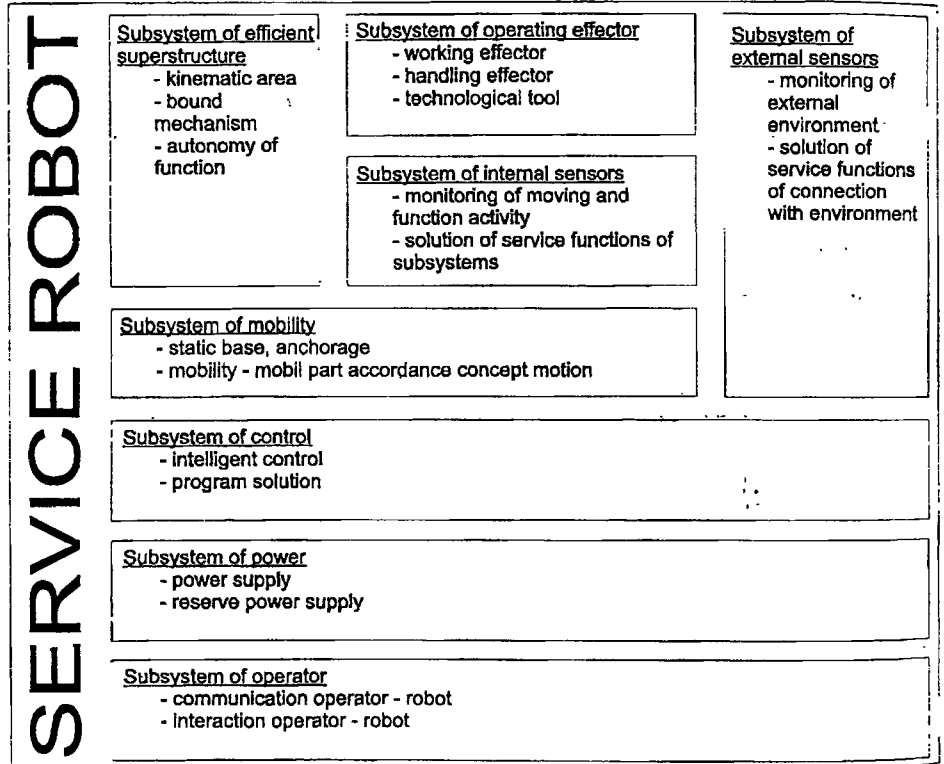 SERVICE ROBOT
Subsystem of efficient
superstructure
- kinematic area
- bound
mechanism
- autonomy of
function
Subsystem of operating effector
- working effector
- handling effector
- technological tool
Subsystem of internal sensors
- monitoring of moving and
function activity
- solution of service functions of
subsystems
Subsystem of
external sensors
- monitoring of
external
environment
- solution of
service functions
of connection
with environment
Subsystem of mobility
- static base, anchorage
- mobility - mobil part accordance concept motion
Subsystem of control
- intelligent control
- program solution
Subsystem of power
- power supply
- reserve power supply
Subsystem of operator
- communication operator - robot
- interaction operator - robot